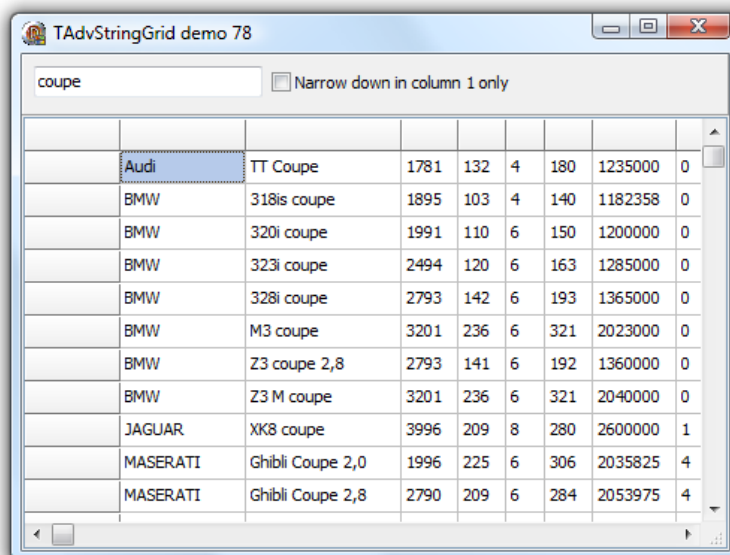 TAdvStringGrid demo 78
coupe Narrow down in column 1 only
Audi TT Coupe 1781 132 4 180 1235000 0
BMW 318is coupe 1895 103 4 140 1182358 0
BMW 320i coupe 1991 110 6 150 1200000 0
BMW 323i coupe 2494 120 6 163 1285000 0
BMW 328i coupe 2793 142 6 193 1365000 0
BMW M3 coupe 3201 236 6 321 2023000 0
BMW Z3 coupe 2,8 2793 141 6 192 1360000 0
BMW Z3 M coupe 3201 236 6 321 2040000 0
JAGUAR XK8 coupe 3996 209 8 280 2600000 1
MASERATI Ghibli Coupe 2,0 1996 225 6 306 2035825 4
MASERATI Ghibli Coupe 2,8 2790 209 6 284 2053975 4